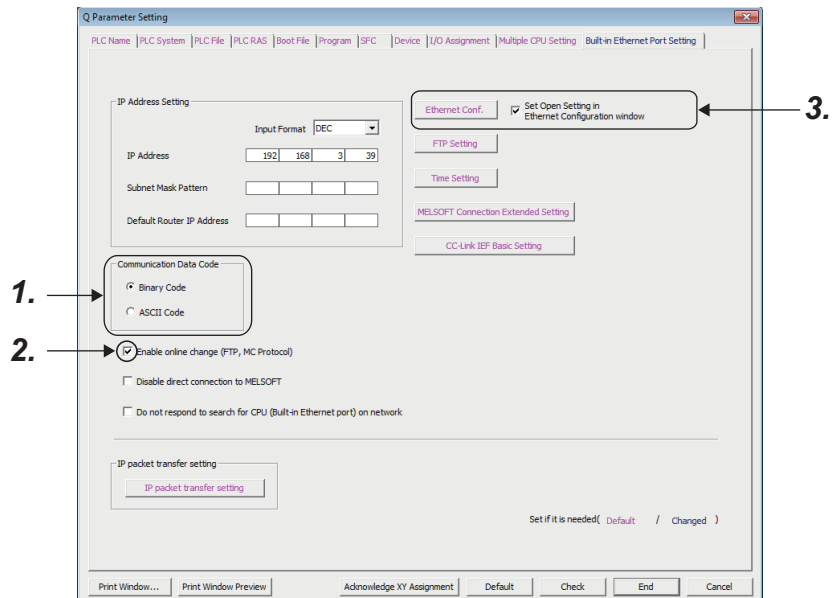 Q Parameter Setting
PLC Name PLC System PLC File PLC RAS Boot File Program SFC Device I/O Assignment Multiple CPU Setting Built-in Ethernet Port Setting
IP Address Setting
Input Format DEC
IP Address 192 168 3 39
Subnet Mask Pattern
Default Router IP Address
Ethernet Conf. Set Open Setting in
Ethernet Configuration window
3.
FTP Setting
Time Setting
MELSOFT Connection Extended Setting
CC-Link IEF Basic Setting
Communication Data Code
1.
Binary Code
ASCII Code
2.
Enable online change (FTP, MC Protocol)
Disable direct connection to MELSOFT
Do not respond to search for CPU (Built-in Ethernet port) on network
IP packet transfer setting
IP packet transfer setting
Set if it is needed( Default / Changed )
Print Window... Print Window Preview Acknowledge XY Assignment Default Check End Cancel